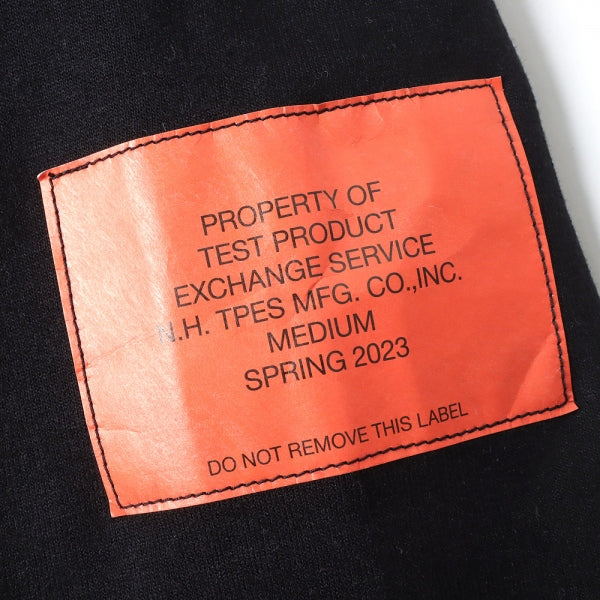 PROPERTY OF
TEST PRODUCT
EXCHANGE SERVICE
N.H. TPES MFG. CO.,INC.
MEDIUM
SPRING 2023
DO NOT REMOVE THIS LABEL